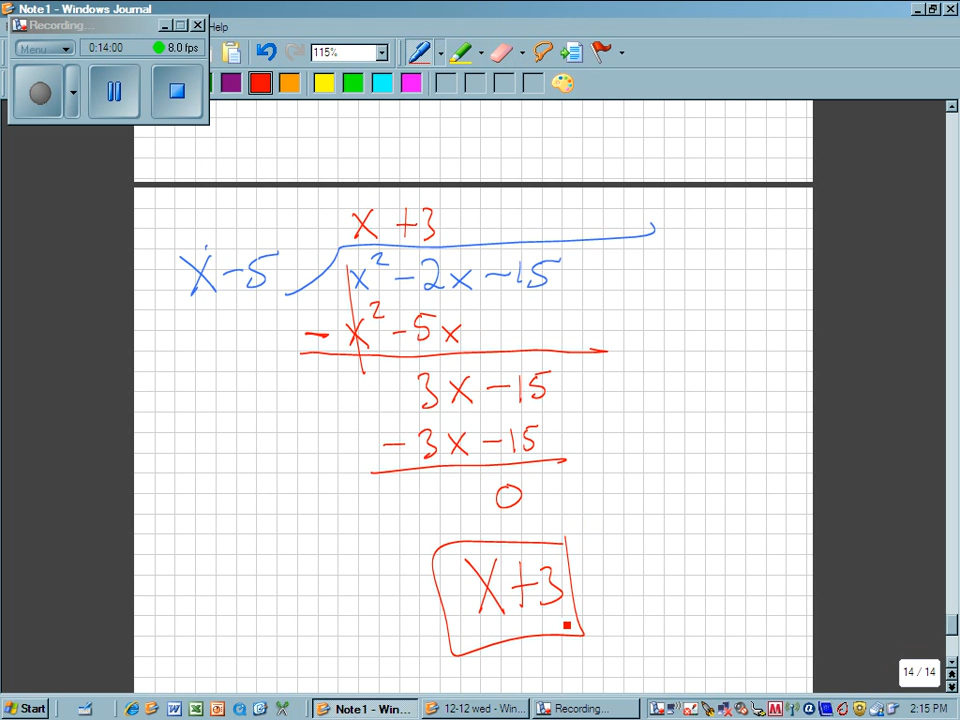 Note1 - Windows Journal
Recording...
Help
Menu
0:14:00
8.0 fps
115%
x +3
x-5 x² -2x -15
- x² -5x
3x -15
- 3x -15
0
x+3
14 / 14
Start
Note1 - Win...
12-12 wed - Win...
Recording...
2:15 PM